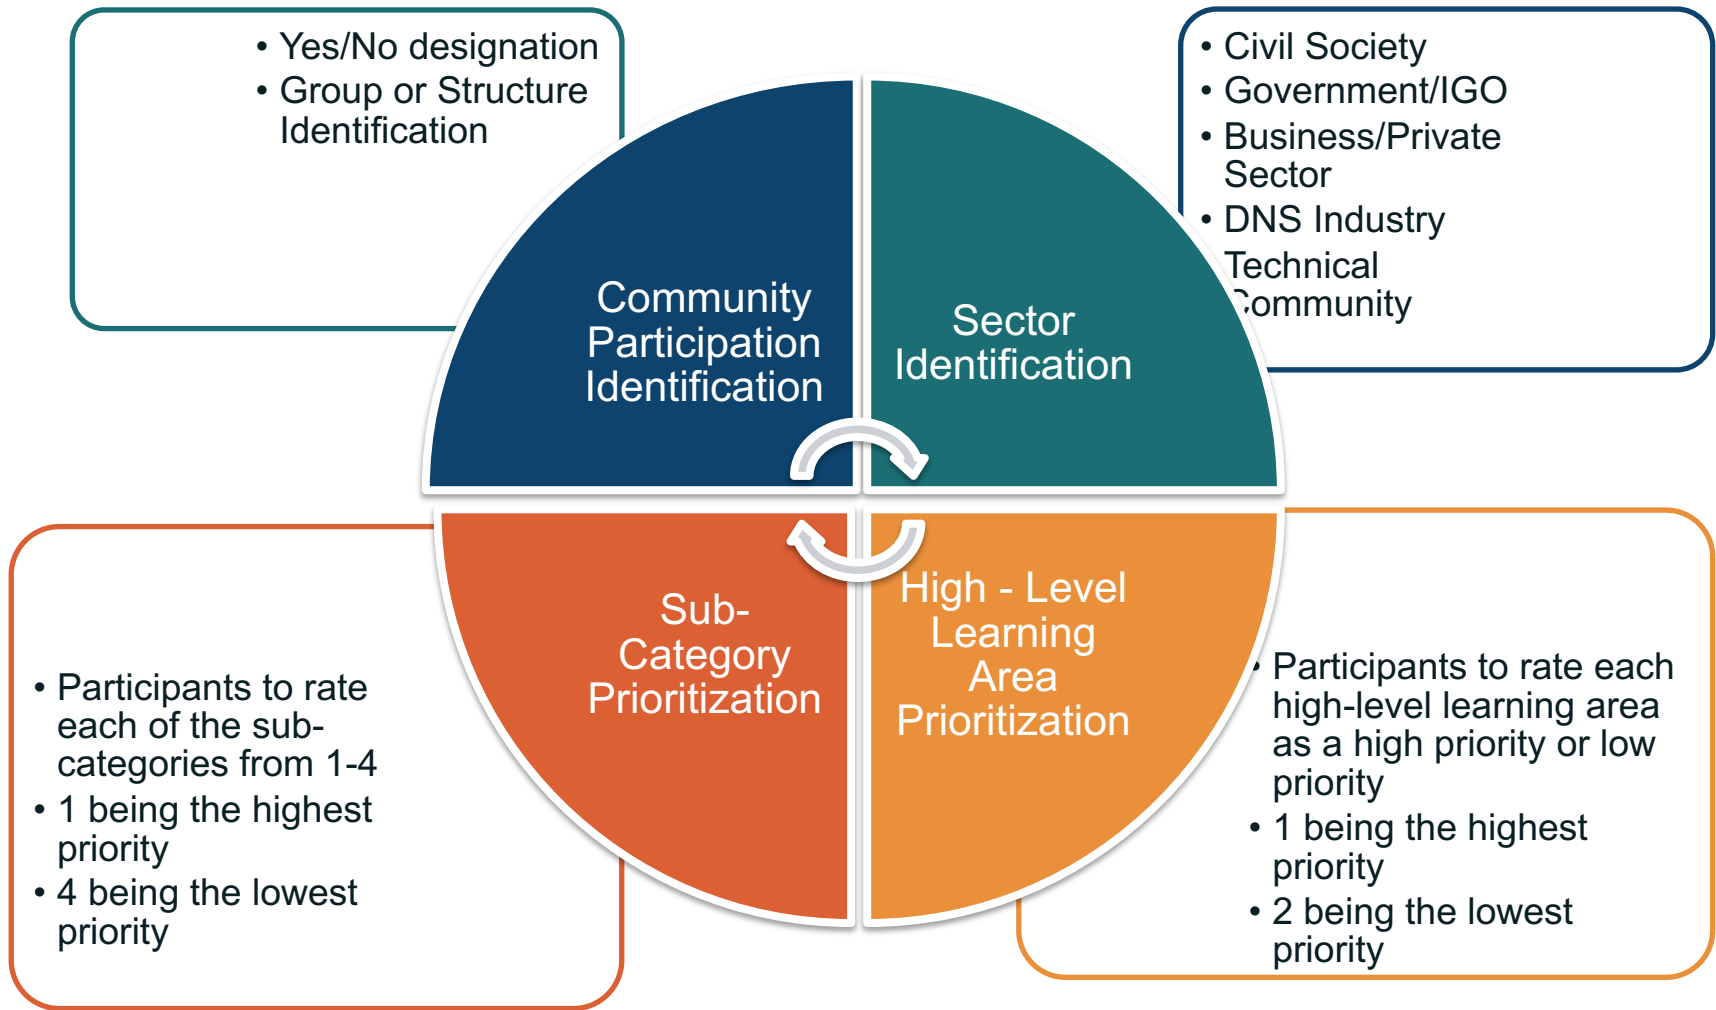 • Yes/No designation
• Group or Structure
Identification
• Civil Society
• Government/IGO
• Business/Private
Sector
• DNS Industry
Technical
Community
Community
Participation
Identification
Sector
Identification
Sub-
Category
Prioritization
High - Level
Learning
Area
Prioritization
• Participants to rate
each of the sub-
categories from 1-4
• 1 being the highest
priority
• 4 being the lowest
priority
• Participants to rate each
high-level learning area
as a high priority or low
priority
• 1 being the highest
priority
• 2 being the lowest
priority